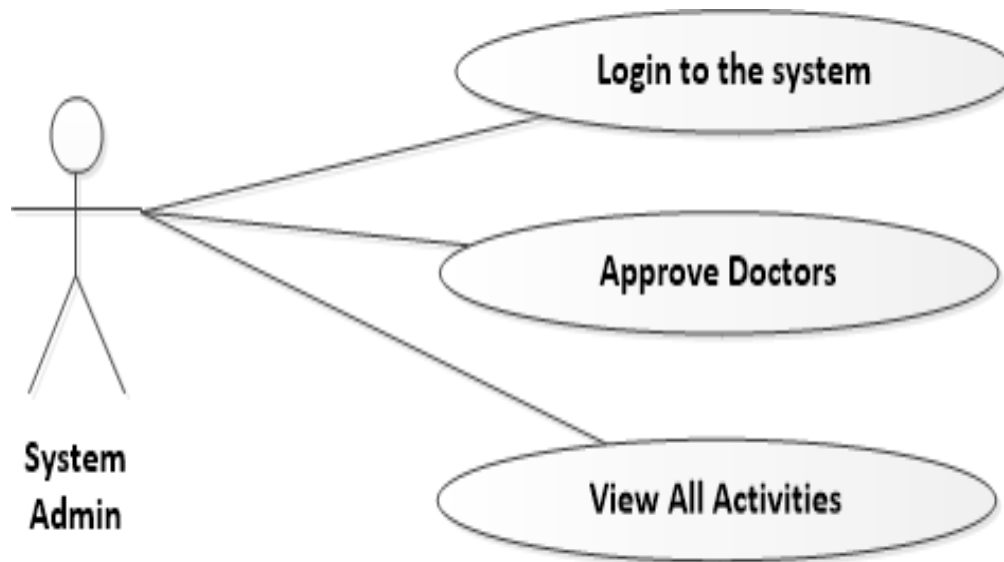 Login to the system
Approve Doctors
View All Activities
System
Admin